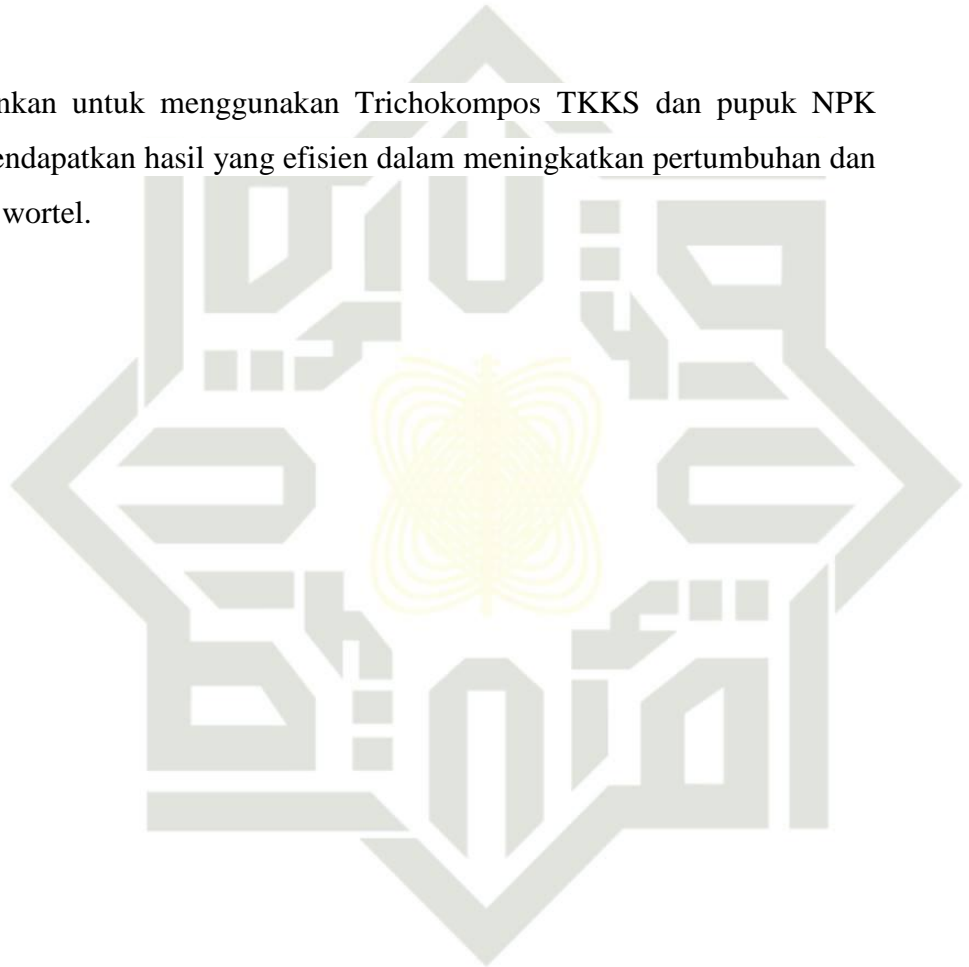 nkan untuk menggunakan Trichokompos TKKS dan pupuk NPK
endapatkan hasil yang efisien dalam meningkatkan pertumbuhan dan
wortel.